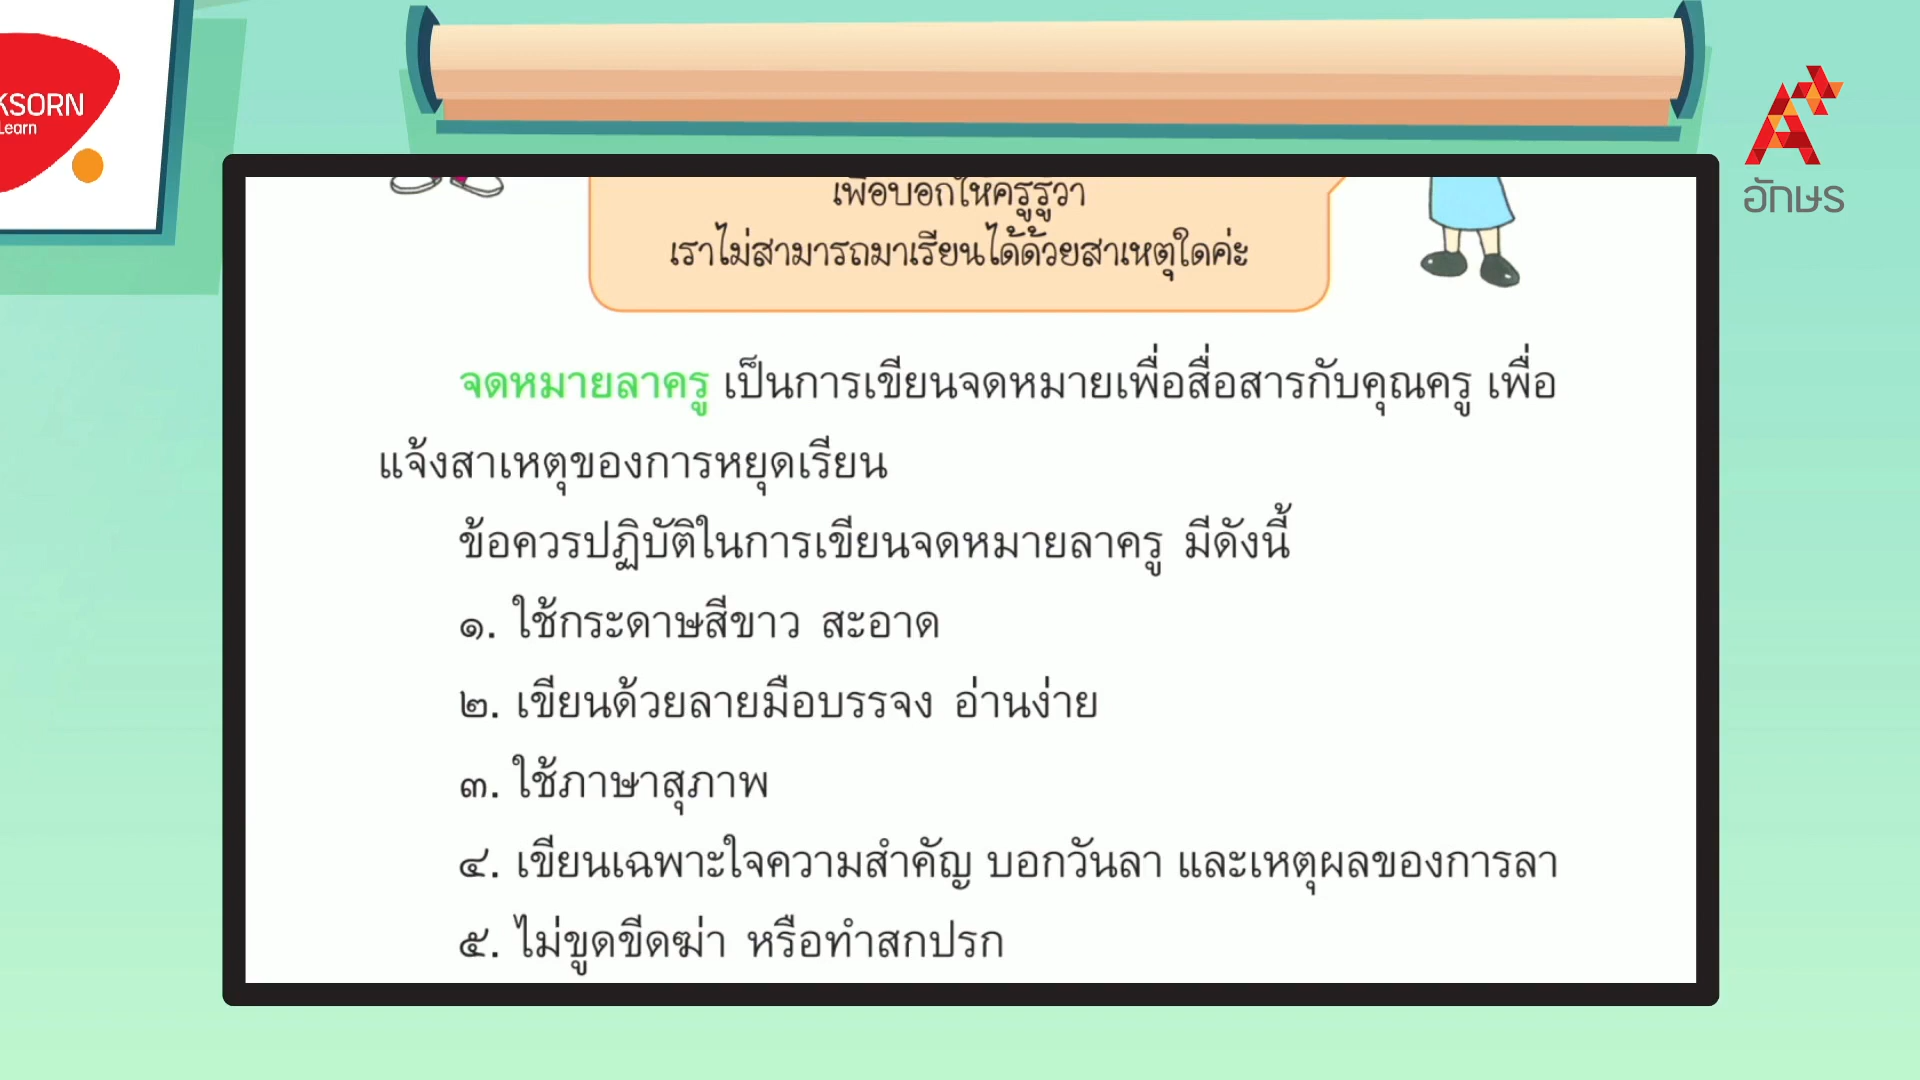 KSORN
Learn
อักษร
เพื่อบอกให้ครูรู้ว่า
เราไม่สามารถมาเรียนได้ด้วยสาเหตุใดค่ะ
จดหมายลาครู เป็นการเขียนจดหมายเพื่อสื่อสารกับคุณครู เพื่อ
แจ้งสาเหตุของการหยุดเรียน
ข้อควรปฏิบัติในการเขียนจดหมายลาครู มีดังนี้
๑. ใช้กระดาษสีขาว สะอาด
๒. เขียนด้วยลายมือบรรจง อ่านง่าย
๓. ใช้ภาษาสุภาพ
๔. เขียนเฉพาะใจความสำคัญ บอกวันลา และเหตุผลของการลา
๕. ไม่ขูดขีดฆ่า หรือทำสกปรก